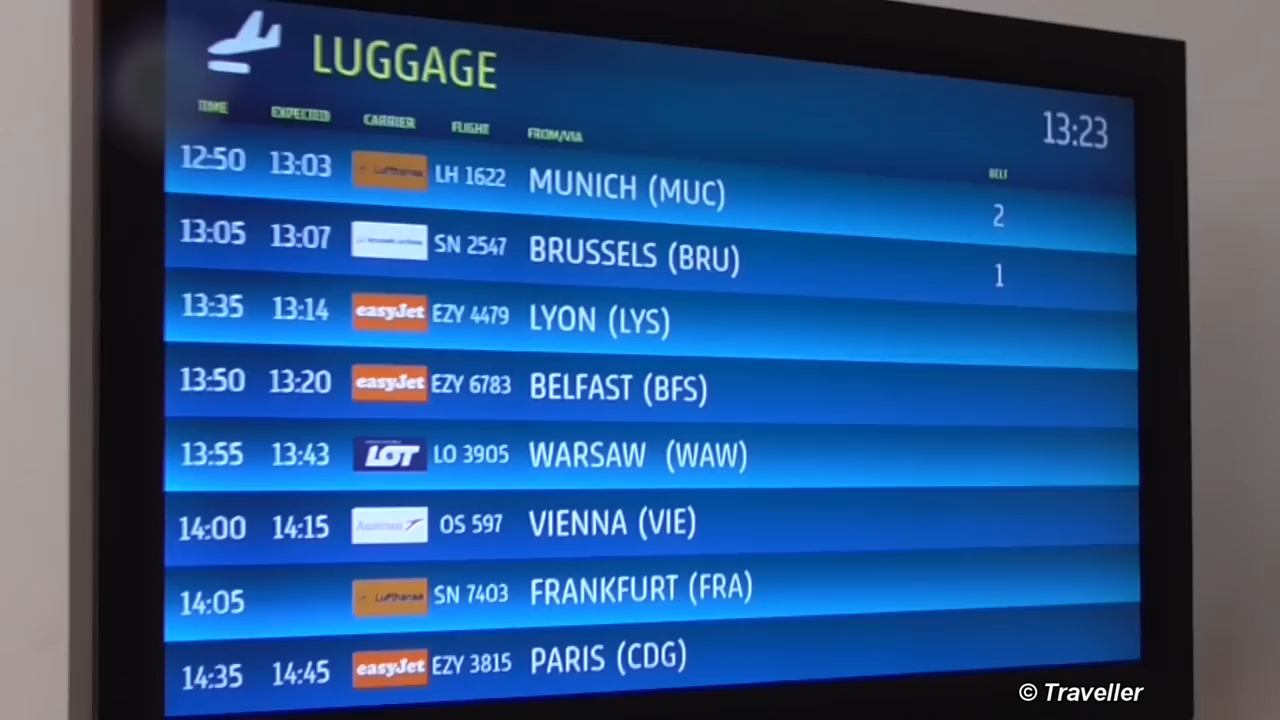 LUGGAGE
13:23
TIME EXPECTED CARRIER FLIGHT FROM/VIA BELT
12:50 13:03 Lufthansa LH 1622 MUNICH (MUC) 2
13:05 13:07 brussels airlines SN 2547 BRUSSELS (BRU) 1
13:35 13:14 easyJet EZY 4479 LYON (LYS)
13:50 13:20 easyJet EZY 6783 BELFAST (BFS)
13:55 13:43 LOT LO 3905 WARSAW (WAW)
14:00 14:15 Austrian OS 597 VIENNA (VIE)
14:05 Lufthansa SN 7403 FRANKFURT (FRA)
14:35 14:45 easyJet EZY 3815 PARIS (CDG)
© Traveller